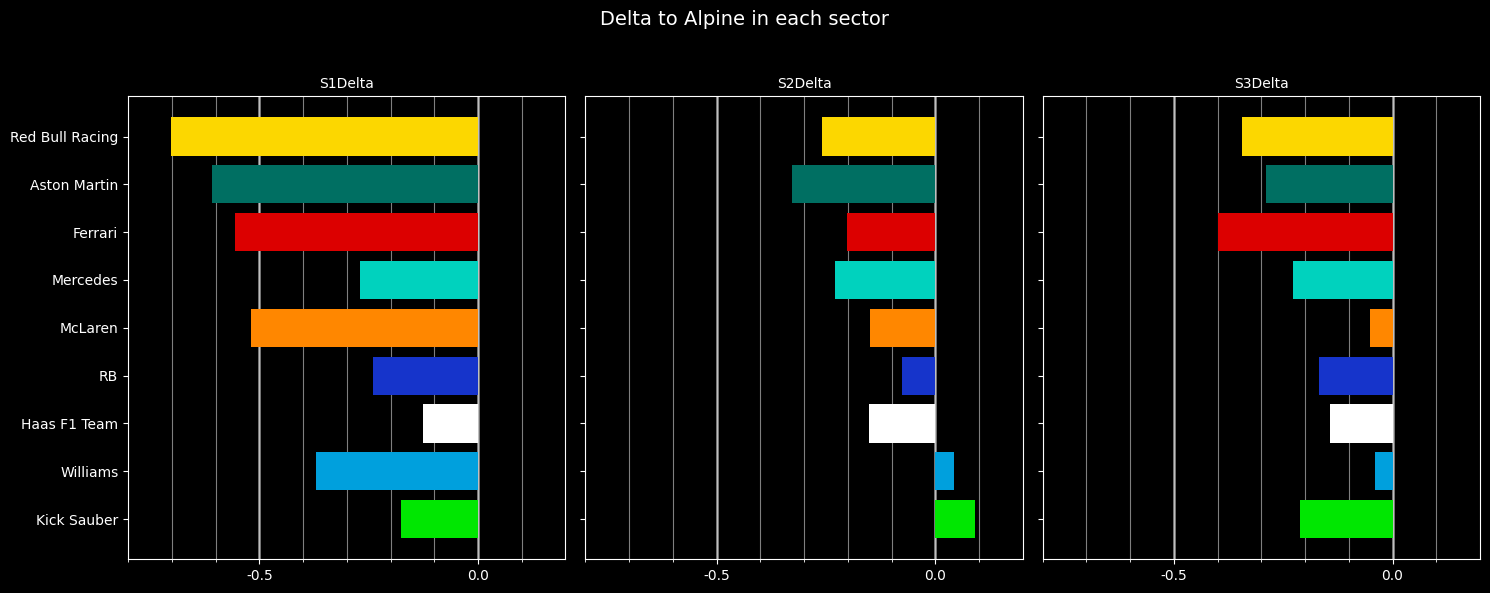 Delta to Alpine in each sector
S1Delta
S2Delta
S3Delta
Red Bull Racing
Aston Martin
Ferrari
Mercedes
McLaren
RB
Haas F1 Team
Williams
Kick Sauber
-0.5 0.0
-0.5 0.0
-0.5 0.0